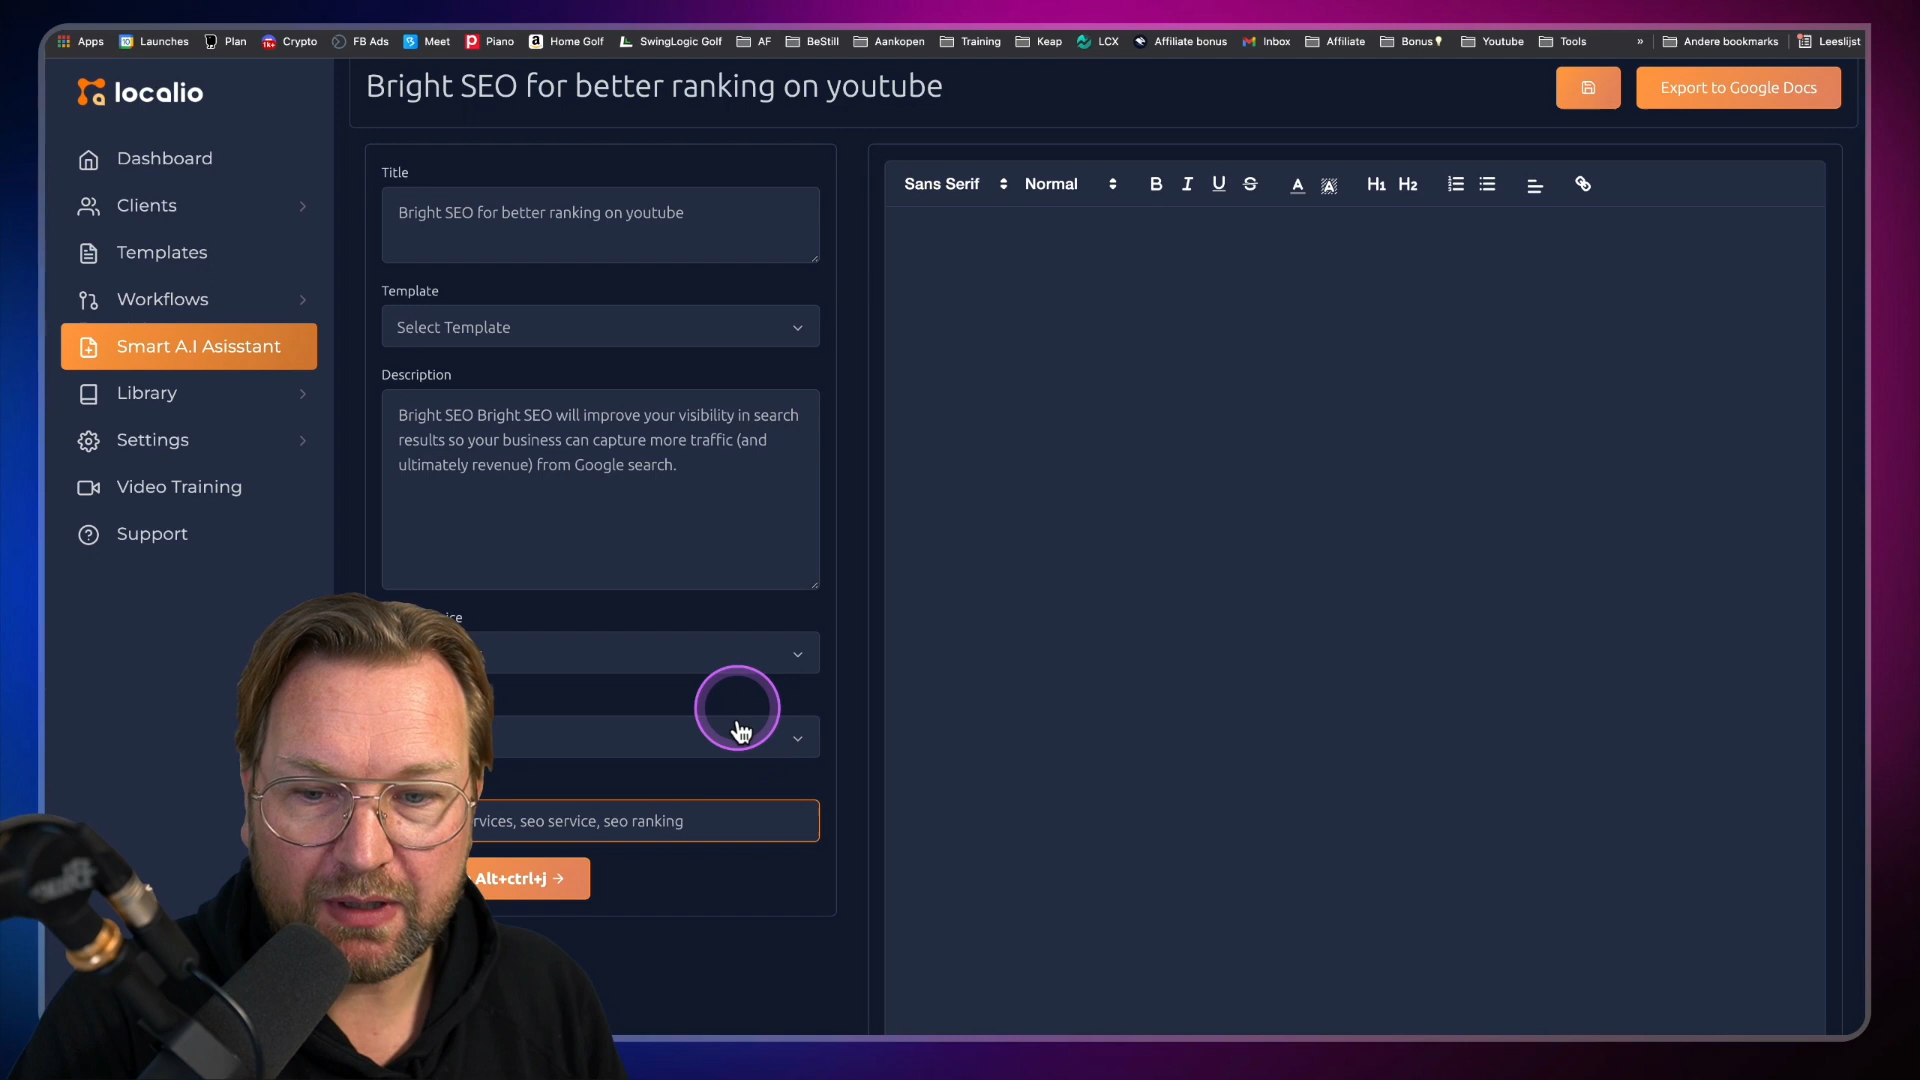 Apps
Launches
Plan
Crypto
FB Ads
Meet
Piano
Home Golf
SwingLogic Golf
AF
BeStill
Aankopen
Training
Keap
LCX
Affiliate bonus
Inbox
Affiliate
Bonus
Youtube
Tools
»
Andere bookmarks
Leeslijst
localio
Bright SEO for better ranking on youtube
Export to Google Docs
Dashboard
Clients
Templates
Workflows
Smart A.I Asisstant
Library
Settings
Video Training
Support
Title
Bright SEO for better ranking on youtube
Template
Select Template
Description
Bright SEO Bright SEO will improve your visibility in search
results so your business can capture more traffic (and
ultimately revenue) from Google search.
seo service, seo ranking
Alt+ctrl+j →
Sans Serif
Normal
B I U S A A H1 H2